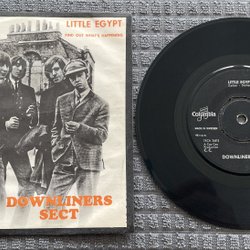 LITTLE EGYPT
FIND OUT WHAT'S HAPPENING
DOWNLINERS
SECT
Columbia
LITTLE EGYPT
MADE IN SWEDEN
DOWNLINERS